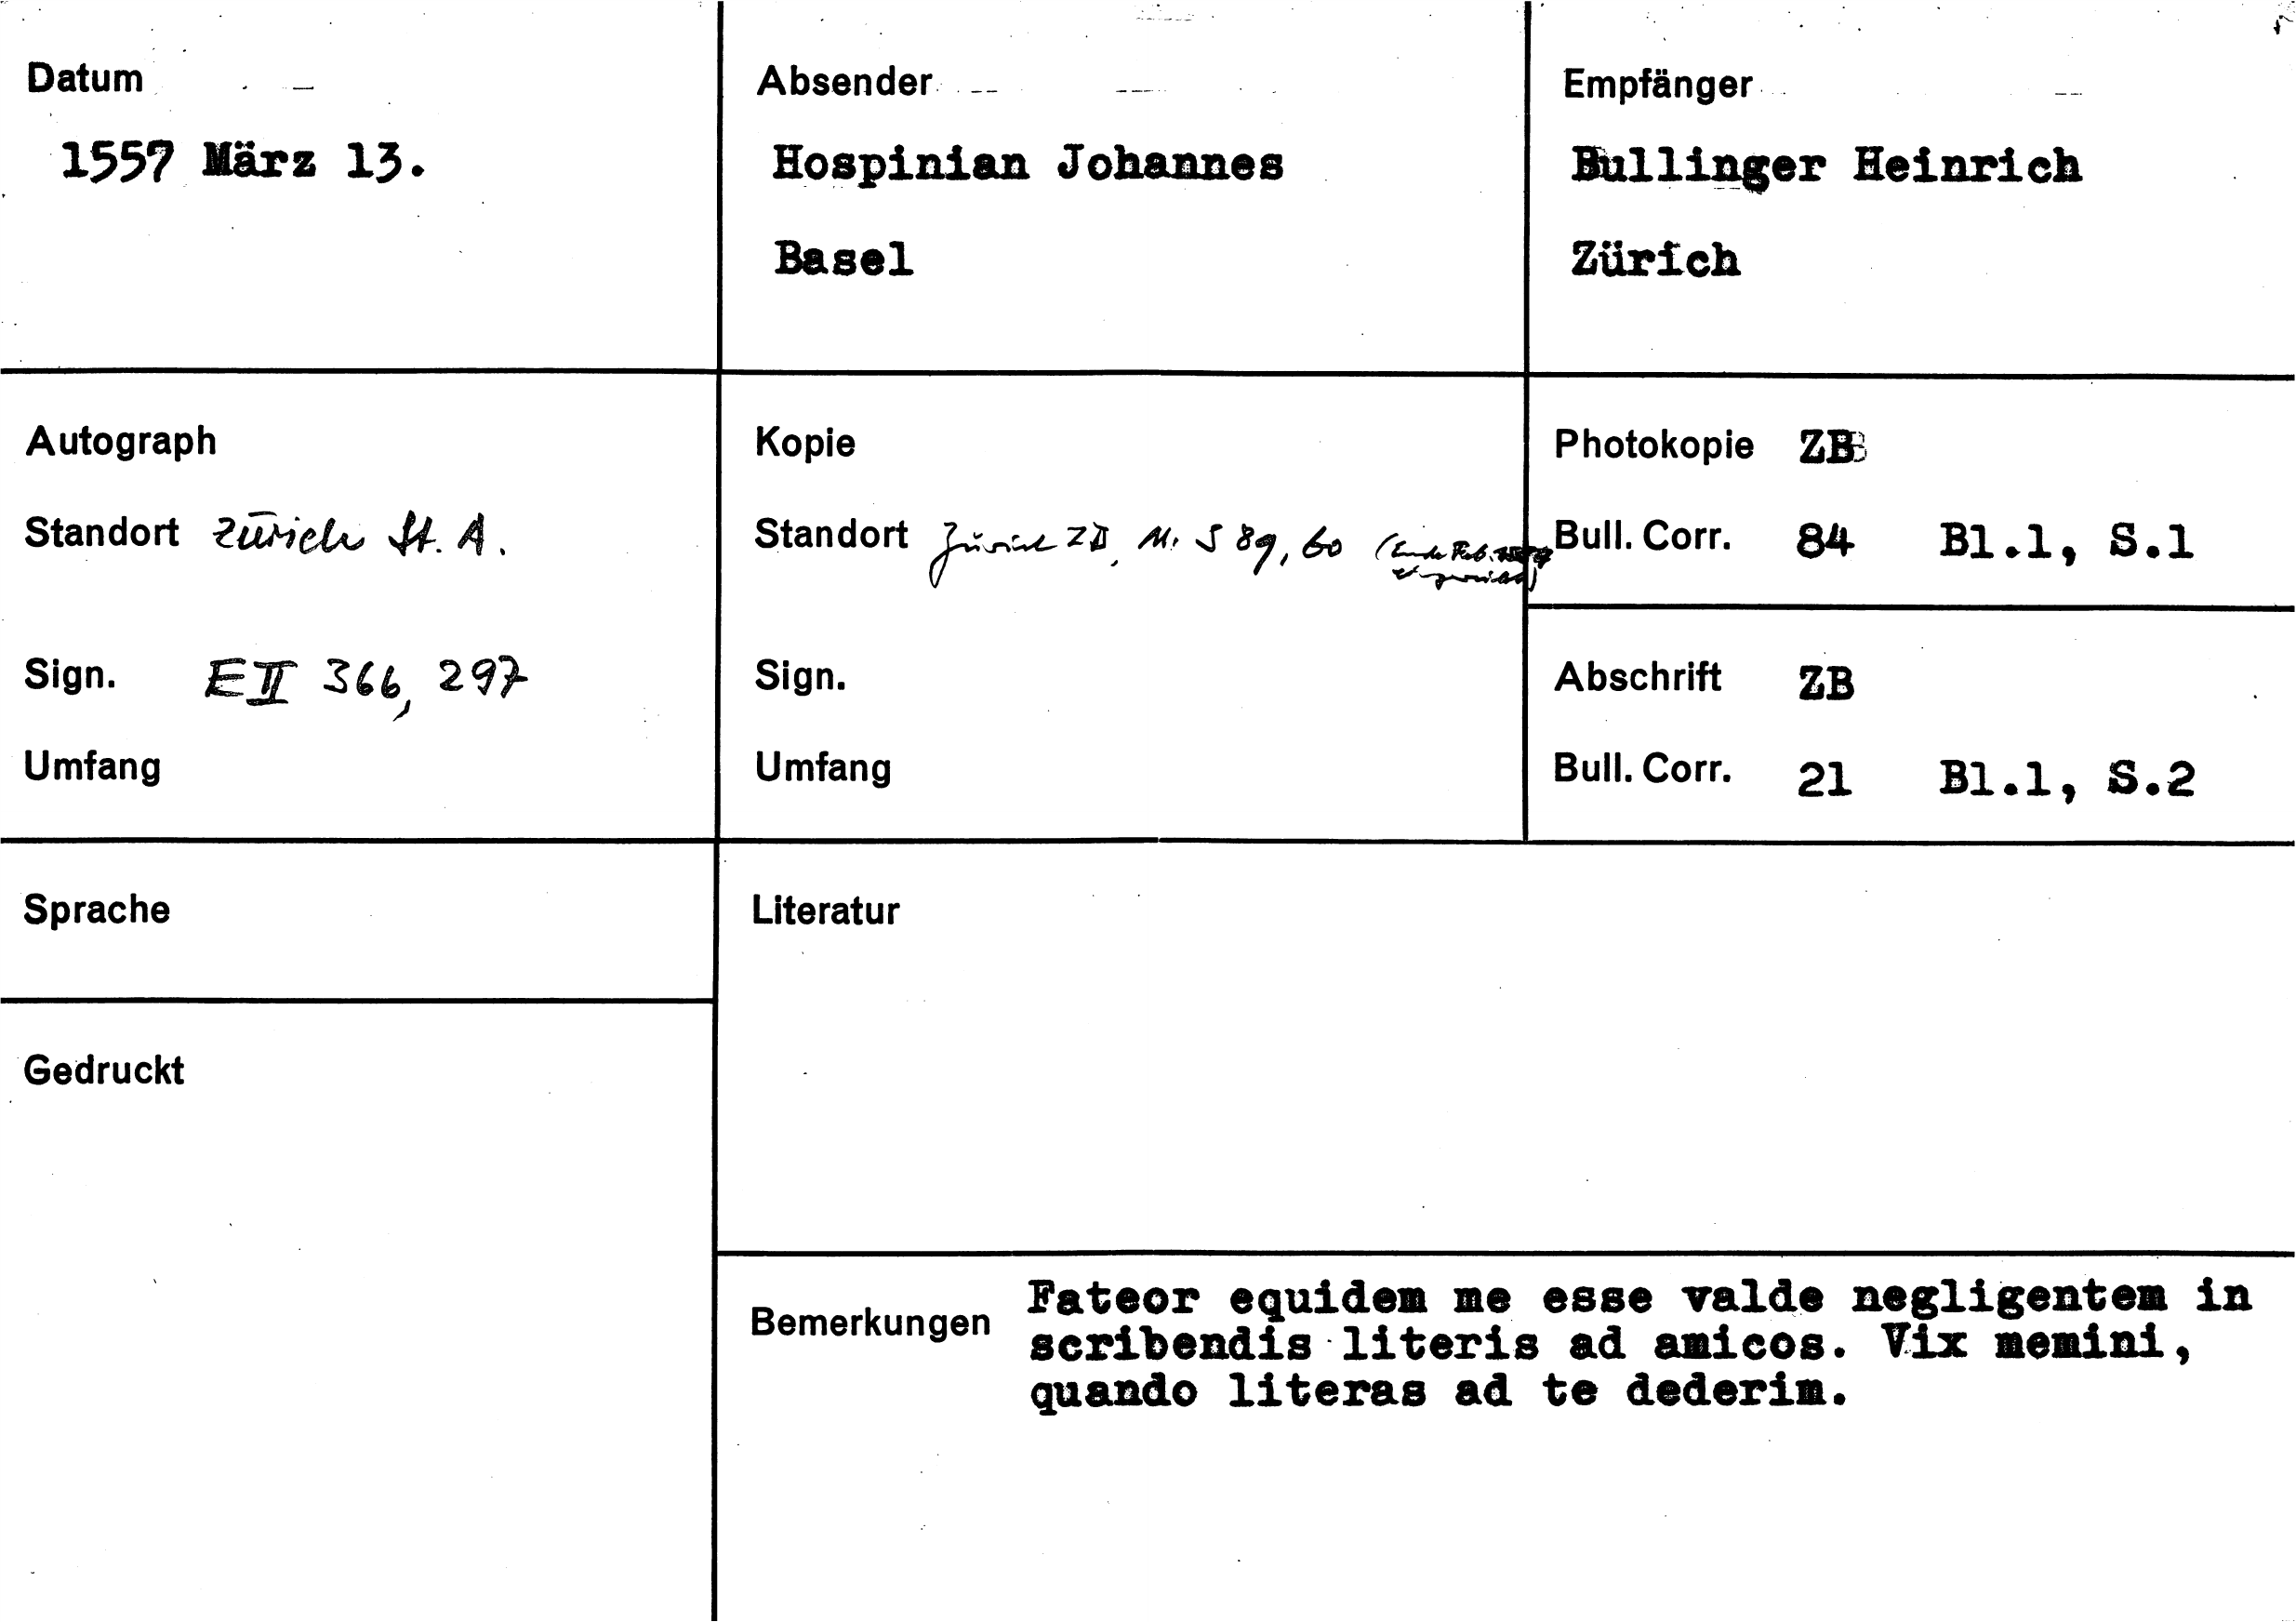 Datum
1557 März 13.
Absender
Hospinian Johannes
Basel
Empfänger
Bullinger Heinrich
Zürich
Autograph
Standort Zürich St. A.
Sign. E II 366, 297
Umfang
Kopie
Standort Zürich ZB, Ms S 89, 60 (Ende Feb.
Sign.
Umfang
Photokopie ZB
Bull. Corr. 84 Bl.1, S.1
Abschrift ZB
Bull. Corr. 21 Bl.1, S.2
Sprache
Gedruckt
Literatur
Bemerkungen Fateor equidem me esse valde negligentem in
scribendis literis ad amicos. Vix memini,
quando literas ad te dederim.